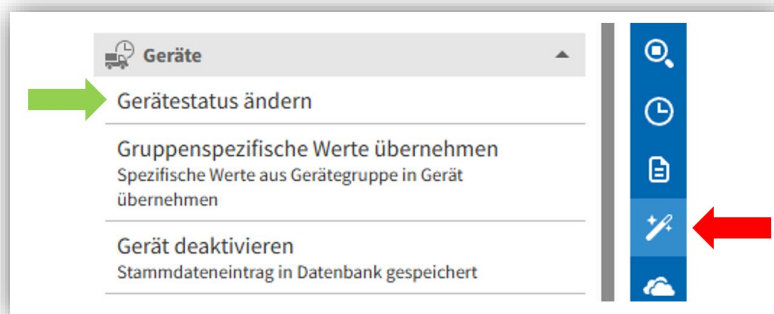 Geräte
Gerätestatus ändern
Gruppenspezifische Werte übernehmen
Spezifische Werte aus Gerätegruppe in Gerät
übernehmen
Gerät deaktivieren
Stammdateneintrag in Datenbank gespeichert